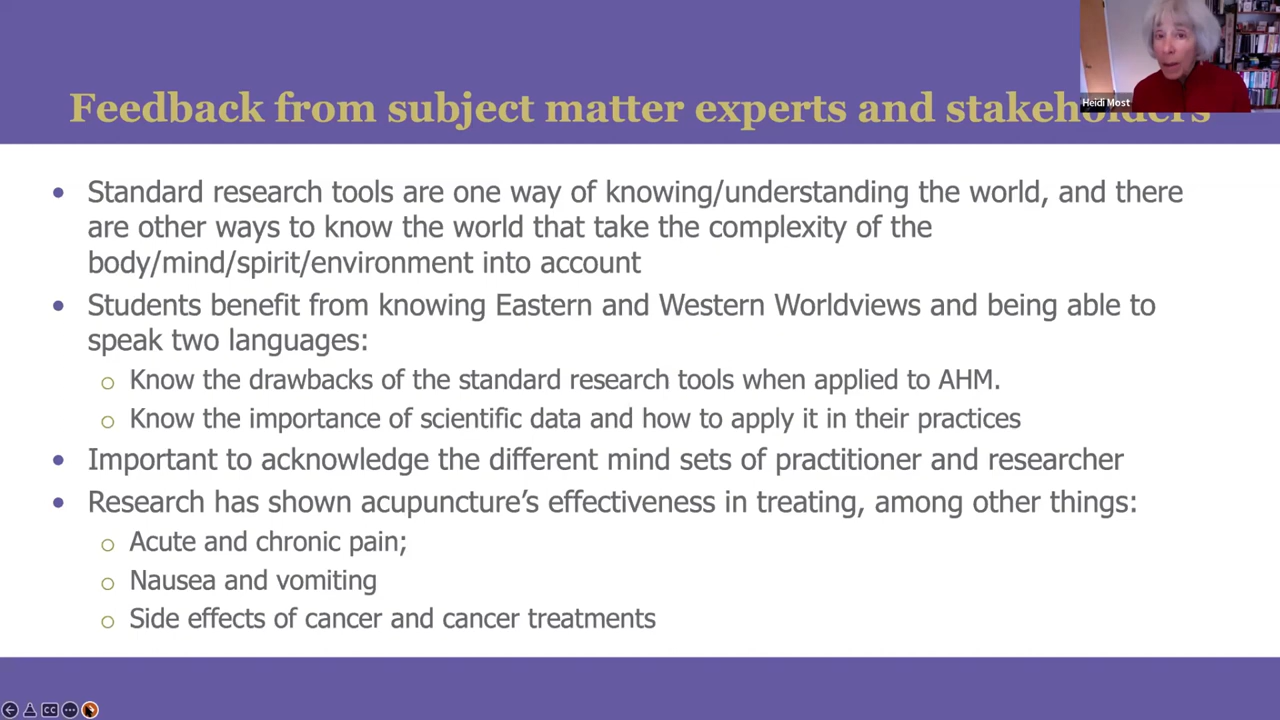 Feedback from subject matter experts and stakeholders
Heidi Most
• Standard research tools are one way of knowing/understanding the world, and there
are other ways to know the world that take the complexity of the
body/mind/spirit/environment into account
• Students benefit from knowing Eastern and Western Worldviews and being able to
speak two languages:
o Know the drawbacks of the standard research tools when applied to AHM.
o Know the importance of scientific data and how to apply it in their practices
• Important to acknowledge the different mind sets of practitioner and researcher
• Research has shown acupuncture’s effectiveness in treating, among other things:
o Acute and chronic pain;
o Nausea and vomiting
o Side effects of cancer and cancer treatments
CC